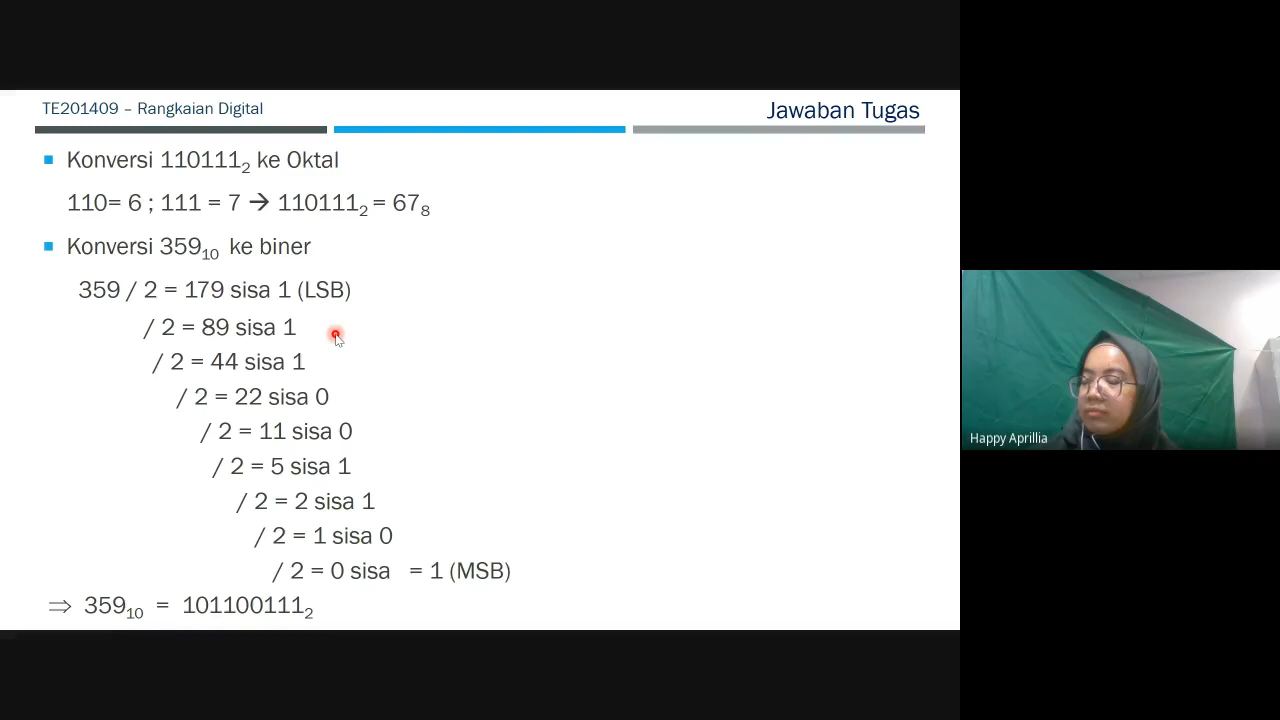 TE201409 – Rangkaian Digital
Jawaban Tugas
Konversi 110111₂ ke Oktal
110= 6 ; 111 = 7 → 110111₂ = 67₈
Konversi 359₁₀ ke biner
359 / 2 = 179 sisa 1 (LSB)
/ 2 = 89 sisa 1
/ 2 = 44 sisa 1
/ 2 = 22 sisa 0
/ 2 = 11 sisa 0
/ 2 = 5 sisa 1
/ 2 = 2 sisa 1
/ 2 = 1 sisa 0
/ 2 = 0 sisa = 1 (MSB)
⇒ 359₁₀ = 101100111₂
Happy Aprillia